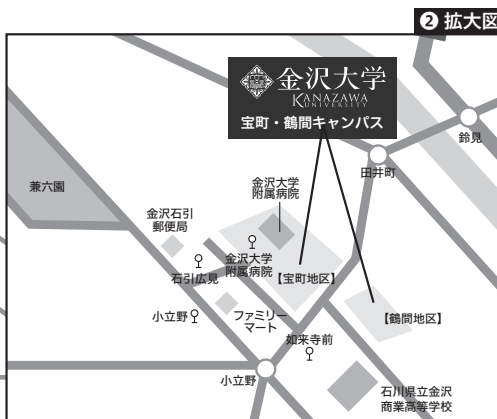 ❷ 拡大図
金沢大学
KANAZAWA
UNIVERSITY
宝町・鶴間キャンパス
鈴見
田井町
兼六園
金沢大学
附属病院
金沢石引
郵便局
金沢大学
附属病院
石引広見
【宝町地区】
小立野
ファミリー
マート
【鶴間地区】
如来寺前
小立野
石川県立金沢
商業高等学校